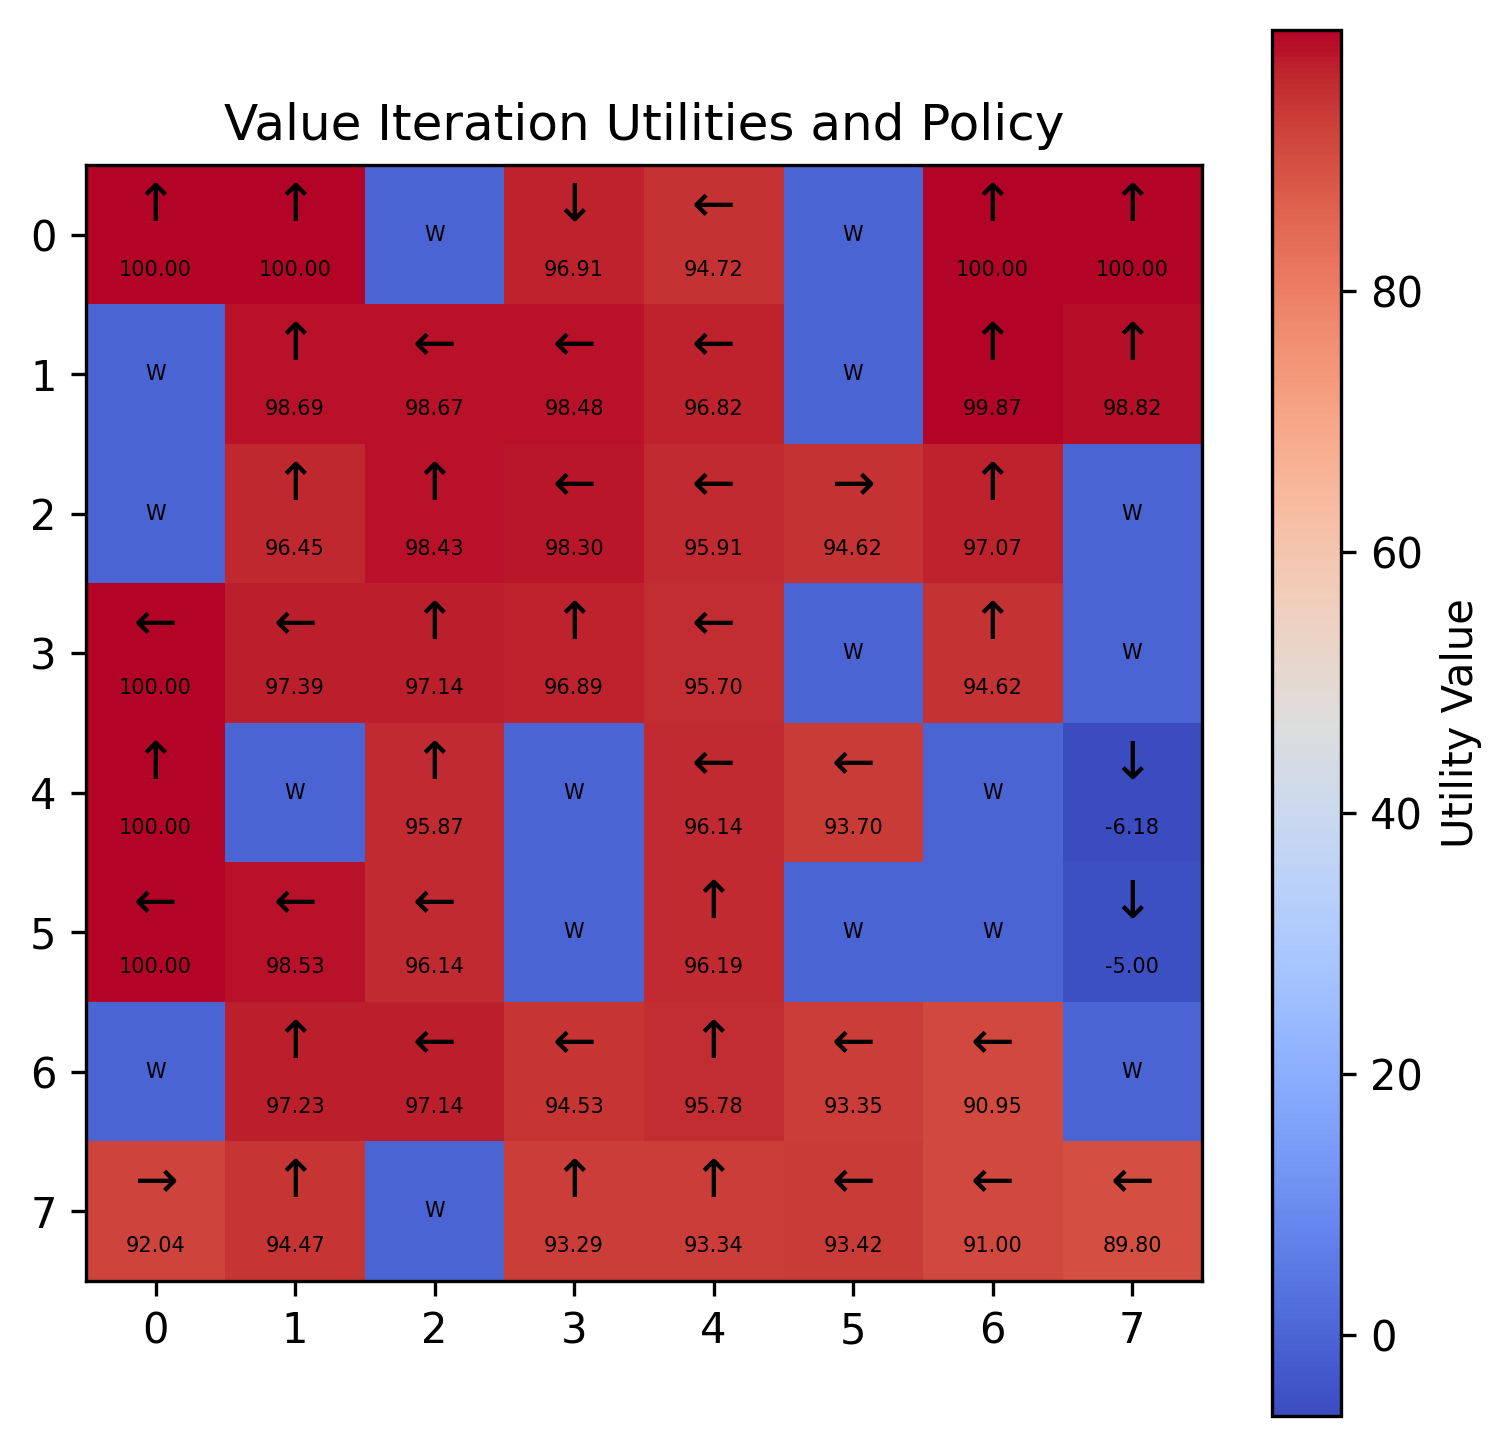 Value Iteration Utilities and Policy
↑ ↑ ↓ ← ↑ ↑
0 W W
100.00 100.00 96.91 94.72 100.00 100.00 80
↑ ← ← ← ↑ ↑
1 W W
98.69 98.67 98.48 96.82 99.87 98.82
↑ ↑ ← ← → ↑
2 W W
96.45 98.43 98.30 95.91 94.62 97.07 60
← ← ↑ ↑ ← ↑
3 W W
100.00 97.39 97.14 96.89 95.70 94.62
↑ ↑ ← ← ↓
4 W W W 40
100.00 95.87 96.14 93.70 -6.18
← ← ← ↑ ↓
5 W W W
100.00 98.53 96.14 96.19 -5.00
↑ ← ← ↑ ← ←
6 W W 20
97.23 97.14 94.53 95.78 93.35 90.95
→ ↑ ↑ ↑ ← ← ←
7 W
92.04 94.47 93.29 93.34 93.42 91.00 89.80
0 1 2 3 4 5 6 7 0
Utility Value